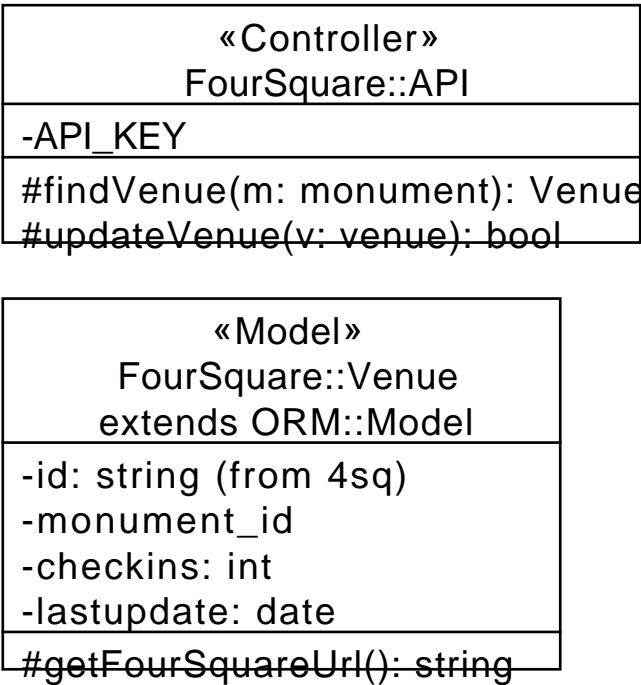 «Controller»
FourSquare::API
-API_KEY
#findVenue(m: monument): Venue
#updateVenue(v: venue): bool
«Model»
FourSquare::Venue
extends ORM::Model
-id: string (from 4sq)
-monument_id
-checkins: int
-lastupdate: date
#getFourSquareUrl(): string